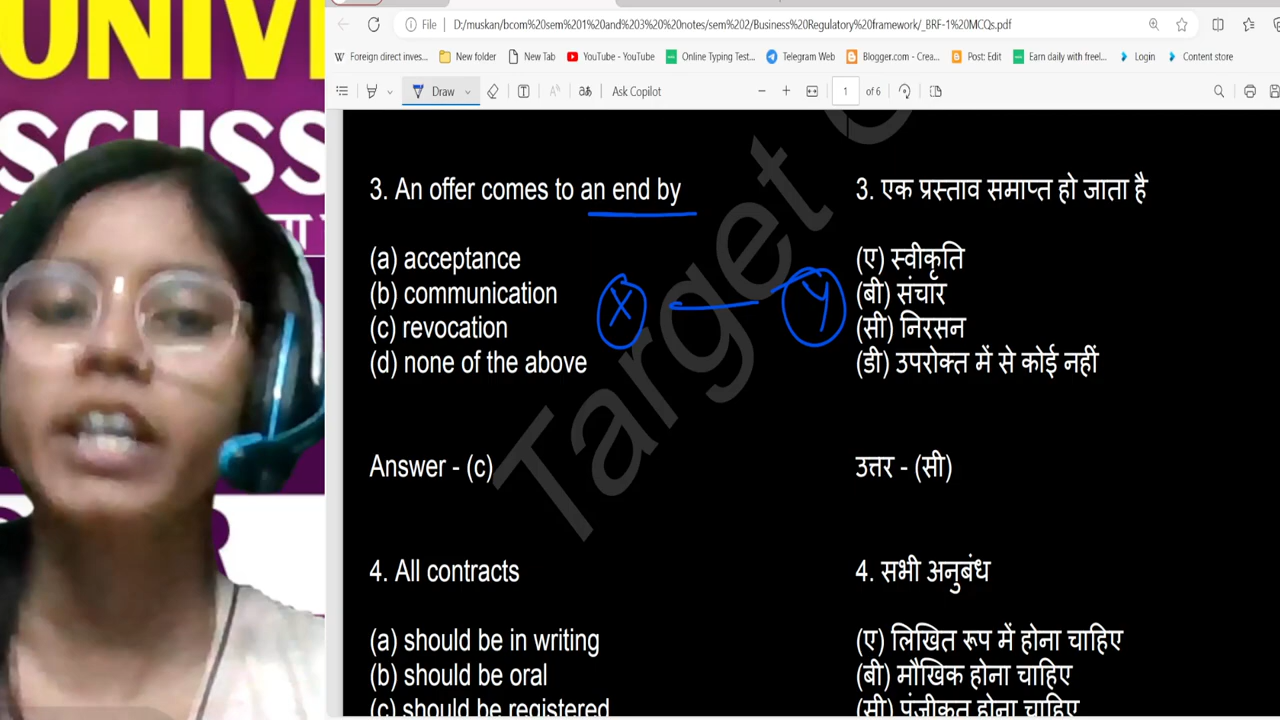 UNIV
SCUSS
File D:/muskan/bcom%20sem%201%20and%203%20%20notes/sem%202/Business%20Regulatory%20framework/_BRF-1%20MCQs.pdf
W Foreign direct inves... New folder New Tab YouTube - YouTube Online Typing Test... Telegram Web Blogger.com - Crea... Post: Edit Earn daily with freel... Login Content store
Draw Ask Copilot 1 of 6
Target
3. An offer comes to an end by
(a) acceptance
(b) communication
(c) revocation
(d) none of the above
X Y
Answer - (c)
4. All contracts
(a) should be in writing
(b) should be oral
(c) should be registered
3. एक प्रस्ताव समाप्त हो जाता है
(ए) स्वीकृति
(बी) संचार
(सी) निरसन
(डी) उपरोक्त में से कोई नहीं
उत्तर - (सी)
4. सभी अनुबंध
(ए) लिखित रूप में होना चाहिए
(बी) मौखिक होना चाहिए
(सी) पंजीकृत होना चाहिए